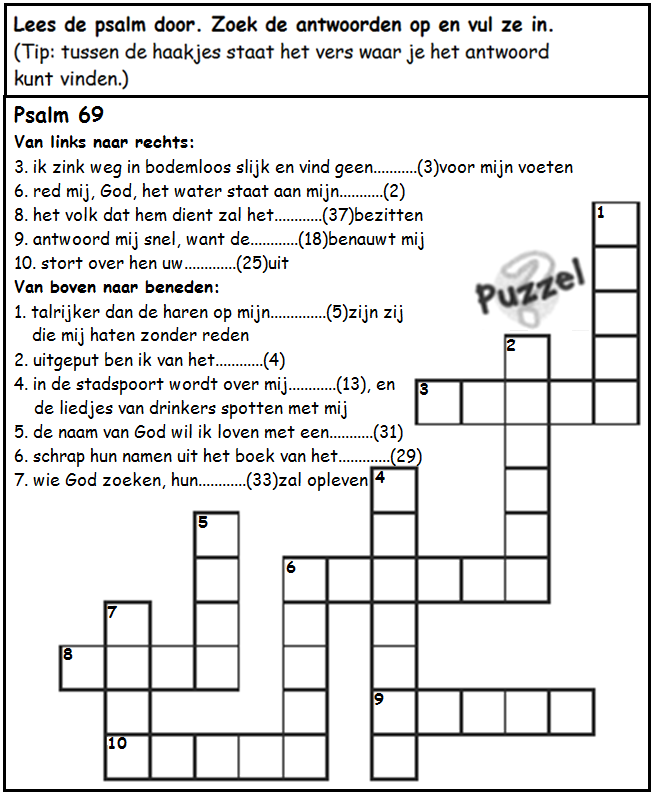 Lees de psalm door. Zoek de antwoorden op en vul ze in.
(Tip: tussen de haakjes staat het vers waar je het antwoord
kunt vinden.)
Psalm 69
Van links naar rechts:
3. ik zink weg in bodemloos slijk en vind geen...........(3)voor mijn voeten
6. red mij, God, het water staat aan mijn..........(2)
8. het volk dat hem dient zal het............(37)bezitten
9. antwoord mij snel, want de............(18)benauwt mij
10. stort over hen uw.............(25)uit
Van boven naar beneden:
1. talrijker dan de haren op mijn..............(5)zijn zij
die mij haten zonder reden
2. uitgeput ben ik van het............(4)
4. in de stadspoort wordt over mij............(13), en
de liedjes van drinkers spotten met mij
5. de naam van God wil ik loven met een...........(31)
6. schrap hun namen uit het boek van het.............(29)
7. wie God zoeken, hun............(33)zal opleven
Puzzel
1
2
3
4
5
6
7
8
9
10